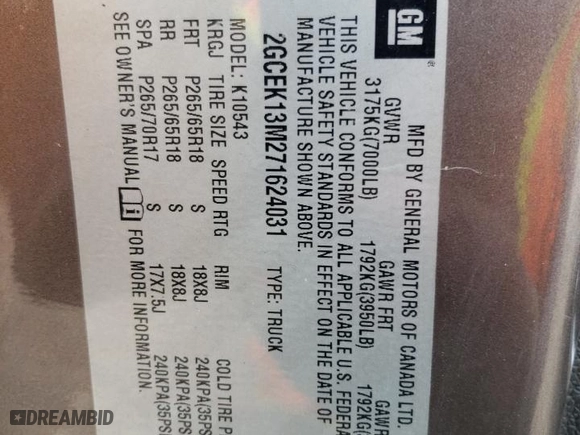 GM
MFD BY GENERAL MOTORS OF CANADA LTD.
GVWR GAWR FRT GAWR
3175KG(7000LB) 1792KG(3950LB) 1792KG(
THIS VEHICLE CONFORMS TO ALL APPLICABLE U.S. FEDERA
VEHICLE SAFETY STANDARDS IN EFFECT ON THE DATE OF
MANUFACTURE SHOWN ABOVE.
2GCEK13M271624031 TYPE: TRUCK
MODEL: K10543
KRGJ TIRE SIZE SPEED RTG RIM COLD TIRE P
FRT P265/65R18 S 18X8J 240KPA(35PS
RR P265/65R18 S 18X8J 240KPA(35PS
SPA P265/70R17 S 17X7.5J 240KPA(35PSI
SEE OWNER'S MANUAL FOR MORE INFORMATION.
DREAMBID